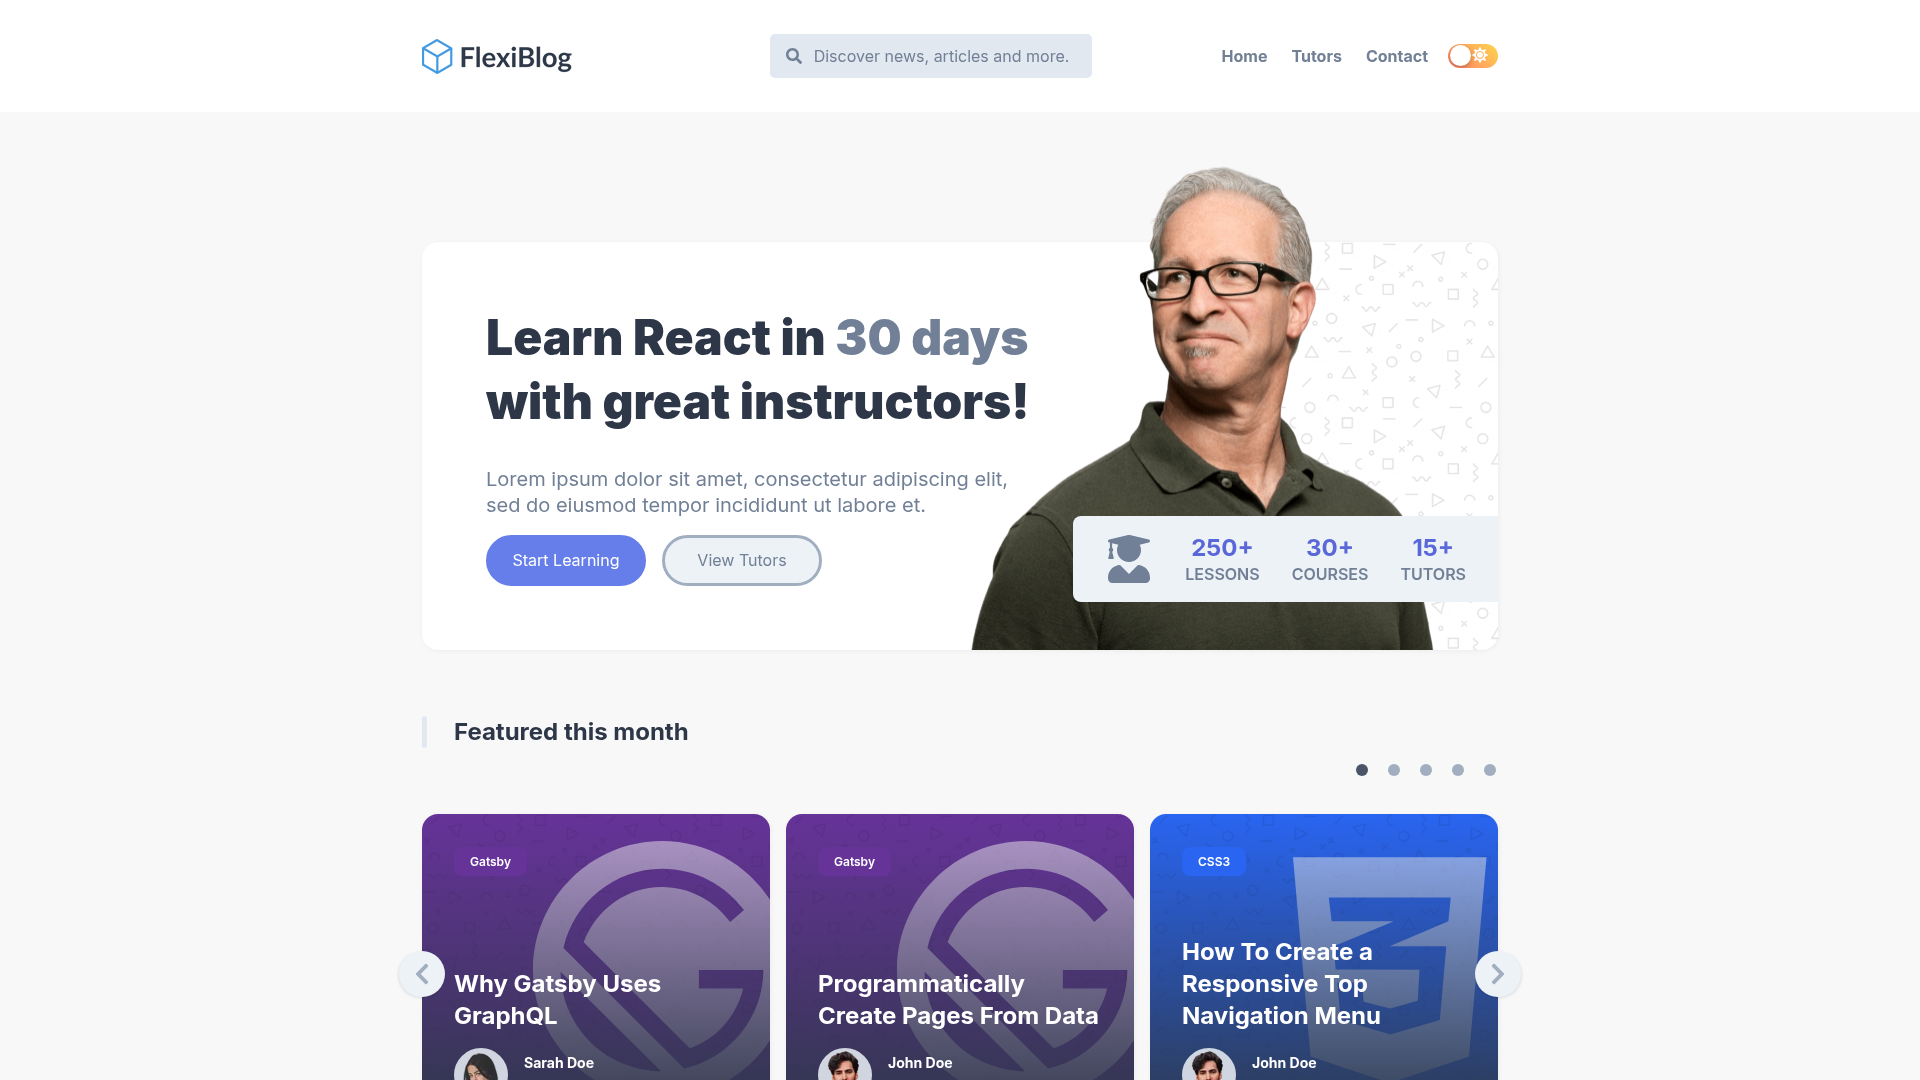 FlexiBlog
Discover news, articles and more.
Home
Tutors
Contact
Learn React in 30 days
with great instructors!
Lorem ipsum dolor sit amet, consectetur adipiscing elit,
sed do eiusmod tempor incididunt ut labore et.
Start Learning
View Tutors
250+
LESSONS
30+
COURSES
15+
TUTORS
Featured this month
Gatsby
Why Gatsby Uses
GraphQL
Sarah Doe
Gatsby
Programmatically
Create Pages From Data
John Doe
CSS3
How To Create a
Responsive Top
Navigation Menu
John Doe